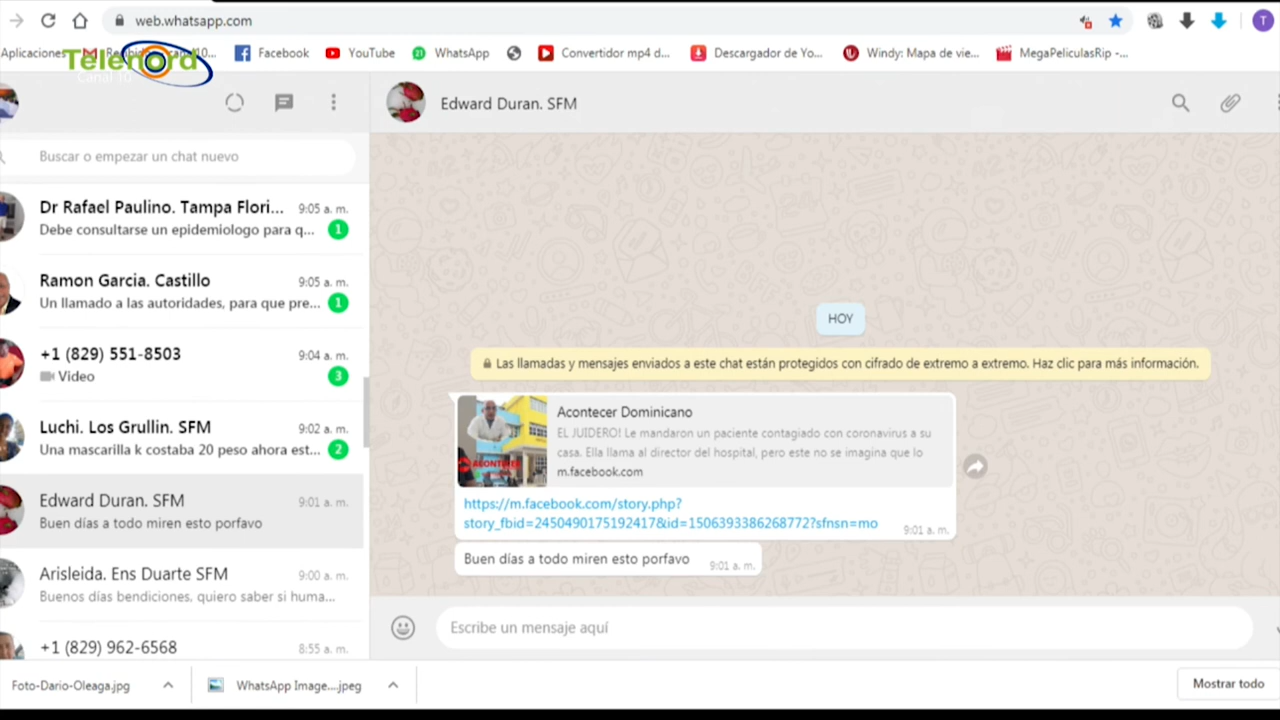 web.whatsapp.com
T
Aplicaciones
Facebook
YouTube
WhatsApp
Convertidor mp4 d...
Descargador de Yo...
Windy: Mapa de vie...
MegaPeliculasRip -...
Telenord
Canal 10
Edward Duran. SFM
Buscar o empezar un chat nuevo
Dr Rafael Paulino. Tampa Flori... 9:05 a. m.
Debe consultarse un epidemiologo para q... 1
Ramon Garcia. Castillo 9:05 a. m.
Un llamado a las autoridades, para que pre... 1
+1 (829) 551-8503 9:04 a. m.
Video 3
Luchi. Los Grullin. SFM 9:02 a. m.
Una mascarilla k costaba 20 peso ahora est... 2
Edward Duran. SFM 9:01 a. m.
Buen días a todo miren esto porfavo
Arisleida. Ens Duarte SFM 9:00 a. m.
Buenos días bendiciones, quiero saber si huma...
+1 (829) 962-6568 8:55 a. m.
HOY
Las llamadas y mensajes enviados a este chat están protegidos con cifrado de extremo a extremo. Haz clic para más información.
Acontecer Dominicano
EL JUIDERO! Le mandaron un paciente contagiado con coronavirus a su
casa. Ella llama al director del hospital, pero este no se imagina que lo
m.facebook.com
https://m.facebook.com/story.php?
story_fbid=2450490175192417&id=1506393386268772?sfnsn=mo
9:01 a. m.
Buen días a todo miren esto porfavo 9:01 a. m.
Escribe un mensaje aquí
Foto-Dario-Oleaga.jpg
WhatsApp Image....jpeg
Mostrar todo